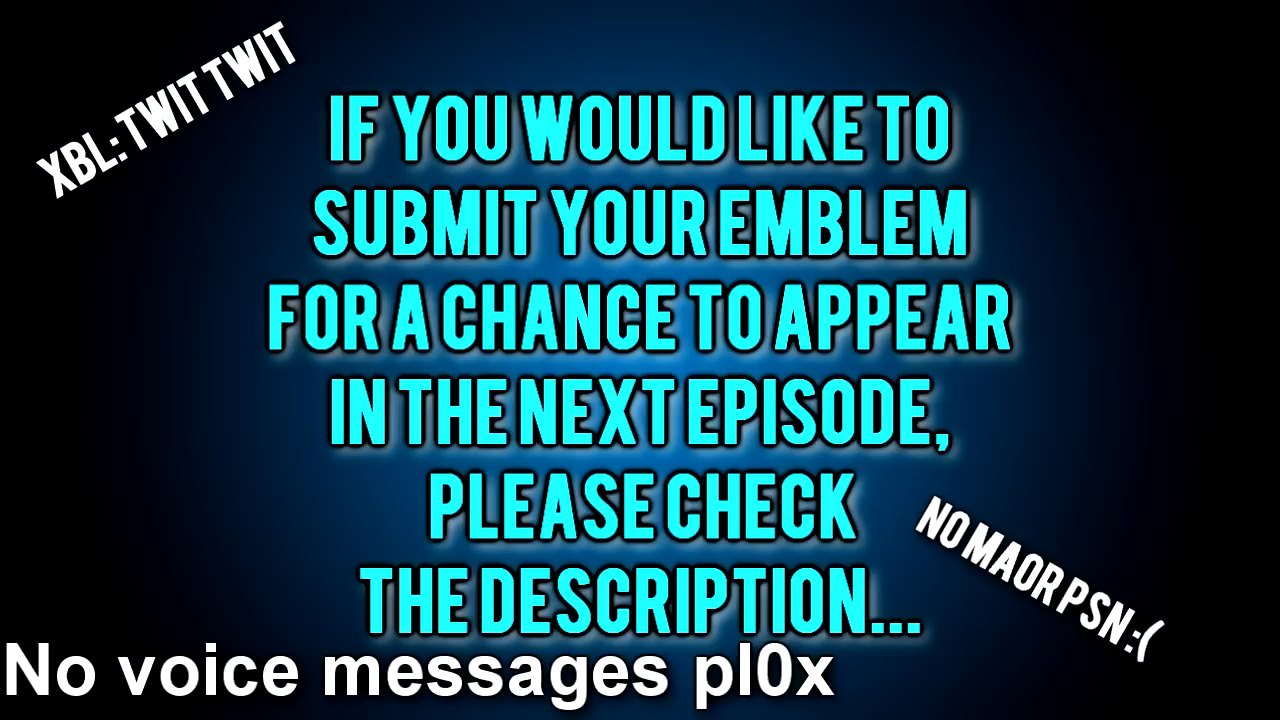 XBL: TWIT TWIT
IF YOU WOULD LIKE TO
SUBMIT YOUR EMBLEM
FOR A CHANCE TO APPEAR
IN THE NEXT EPISODE,
PLEASE CHECK
THE DESCRIPTION...
NO MAOR PSN :(
No voice messages pl0x